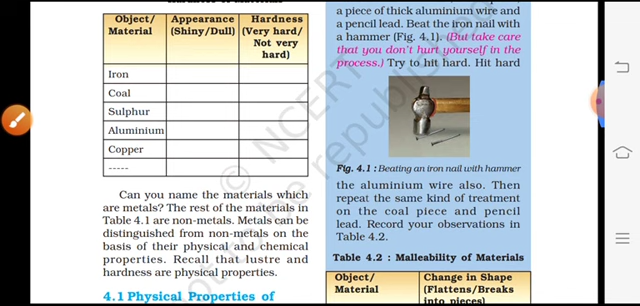 Object/ Material
Appearance (Shiny/Dull)
Hardness (Very hard/ Not very hard)
Iron
Coal
Sulphur
Aluminium
Copper
-----
Can you name the materials which
are metals? The rest of the materials in
Table 4.1 are non-metals. Metals can be
distinguished from non-metals on the
basis of their physical and chemical
properties. Recall that lustre and
hardness are physical properties.
4.1 Physical Properties of
a piece of thick aluminium wire and
a pencil lead. Beat the iron nail with
a hammer (Fig. 4.1). (But take care
that you don't hurt yourself in the
process.) Try to hit hard. Hit hard
Fig. 4.1 : Beating an iron nail with hammer
the aluminium wire also. Then
repeat the same kind of treatment
on the coal piece and pencil
lead. Record your observations in
Table 4.2.
Table 4.2 : Malleability of Materials
Object/ Material
Change in Shape (Flattens/Breaks into pieces)
© NCERT